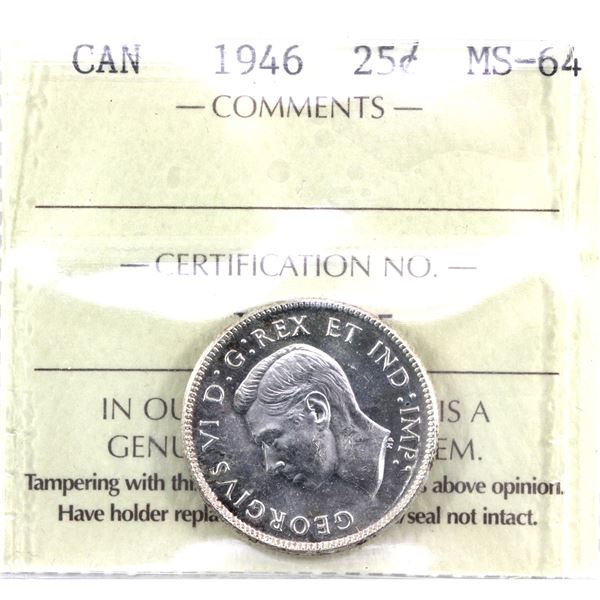 CAN 1946 25¢ MS-64
— COMMENTS —
— CERTIFICATION NO. —
GEORGIVS VI D:G:REX ET IND:IMP:
HP
IN OU IS A
GENU EM.
Tampering with thi s above opinion.
Have holder repla /seal not intact.